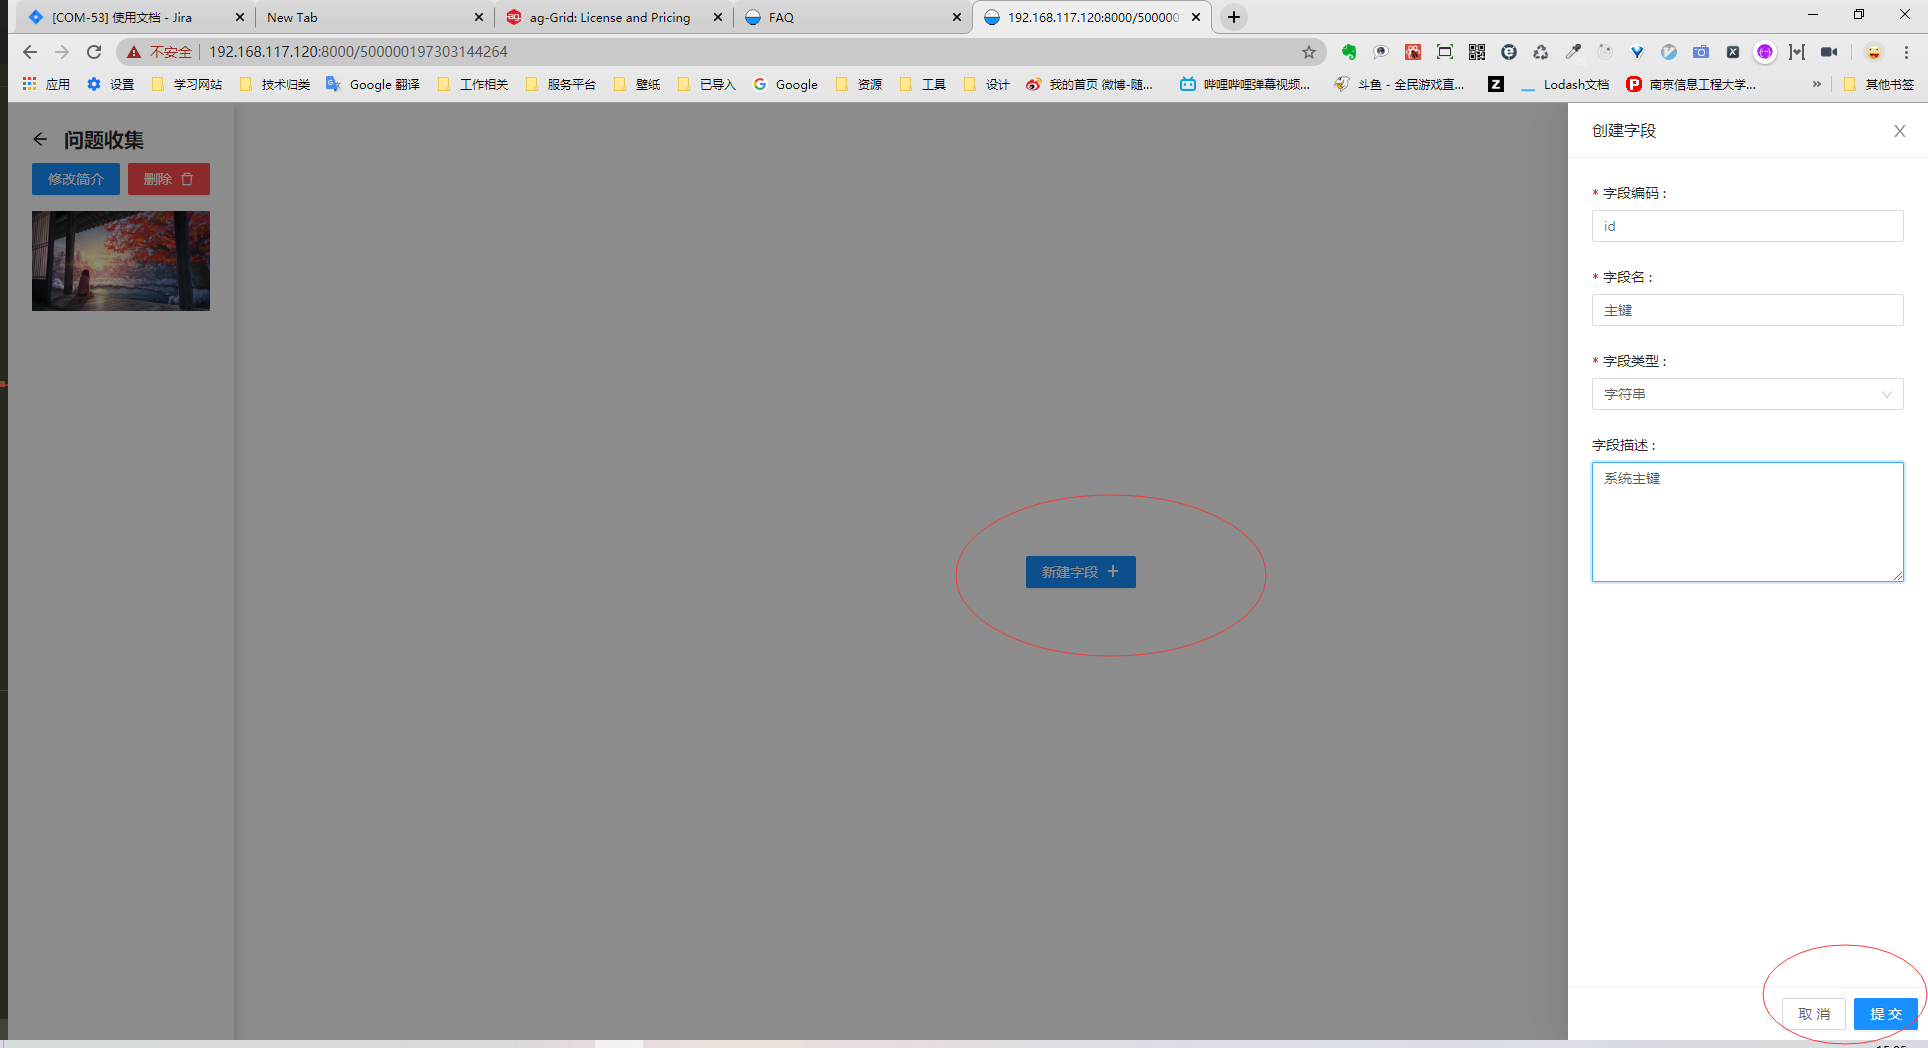 [COM-53] 使用文档 - Jira
New Tab
ag-Grid: License and Pricing
FAQ
192.168.117.120:8000/500000
不安全
192.168.117.120:8000/500000197303144264
应用
设置
学习网站
技术归类
Google 翻译
工作相关
服务平台
壁纸
已导入
Google
资源
工具
设计
我的首页 微博-随...
哔哩哔哩弹幕视频...
斗鱼 - 全民游戏直...
Lodash文档
南京信息工程大学...
»
其他书签
问题收集
修改简介
删除
新建字段 +
创建字段
* 字段编码 :
id
* 字段名 :
主键
* 字段类型 :
字符串
字段描述 :
系统主键
取 消
提 交